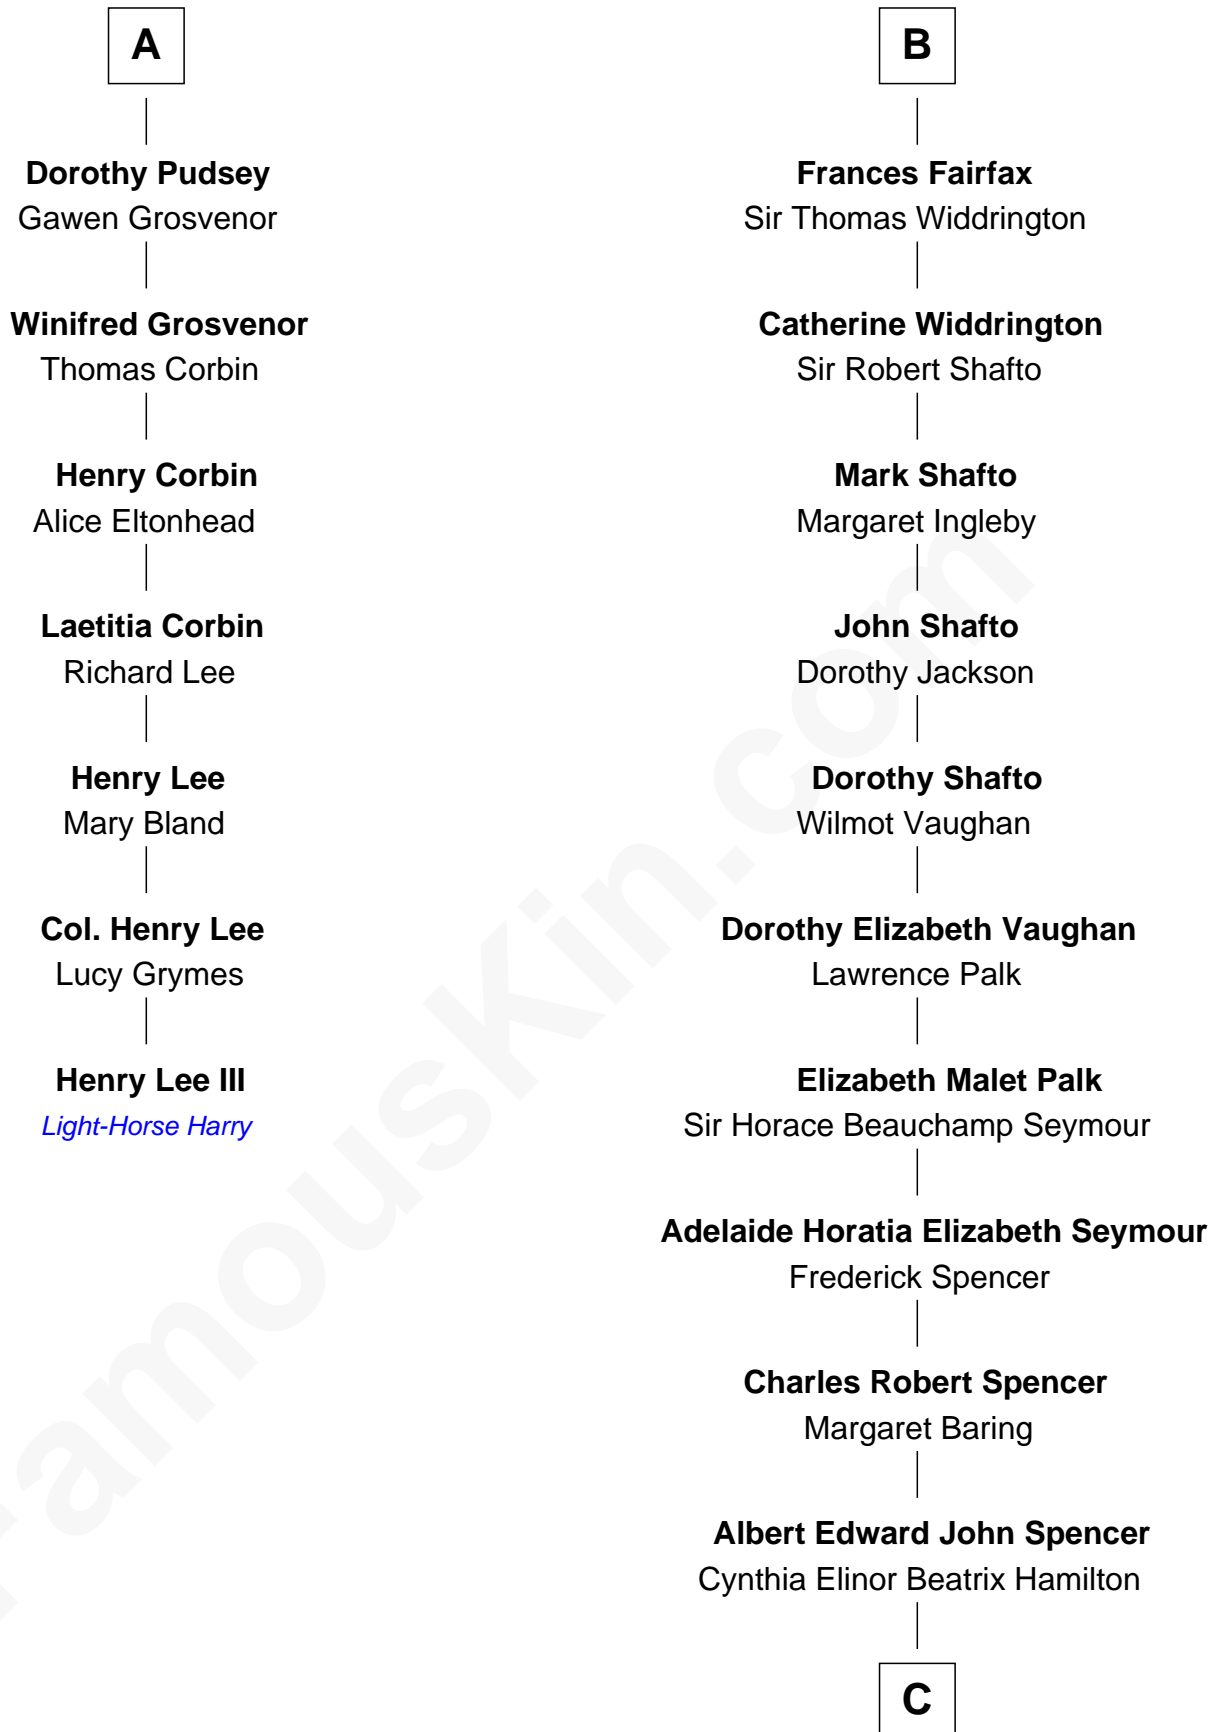 A
Dorothy Pudsey
Gawen Grosvenor
Winifred Grosvenor
Thomas Corbin
Henry Corbin
Alice Eltonhead
Laetitia Corbin
Richard Lee
Henry Lee
Mary Bland
Col. Henry Lee
Lucy Grymes
Henry Lee III
Light-Horse Harry
B
Frances Fairfax
Sir Thomas Widdrington
Catherine Widdrington
Sir Robert Shafto
Mark Shafto
Margaret Ingleby
John Shafto
Dorothy Jackson
Dorothy Shafto
Wilmot Vaughan
Dorothy Elizabeth Vaughan
Lawrence Palk
Elizabeth Malet Palk
Sir Horace Beauchamp Seymour
Adelaide Horatia Elizabeth Seymour
Frederick Spencer
Charles Robert Spencer
Margaret Baring
Albert Edward John Spencer
Cynthia Elinor Beatrix Hamilton
C
FamousKin.com